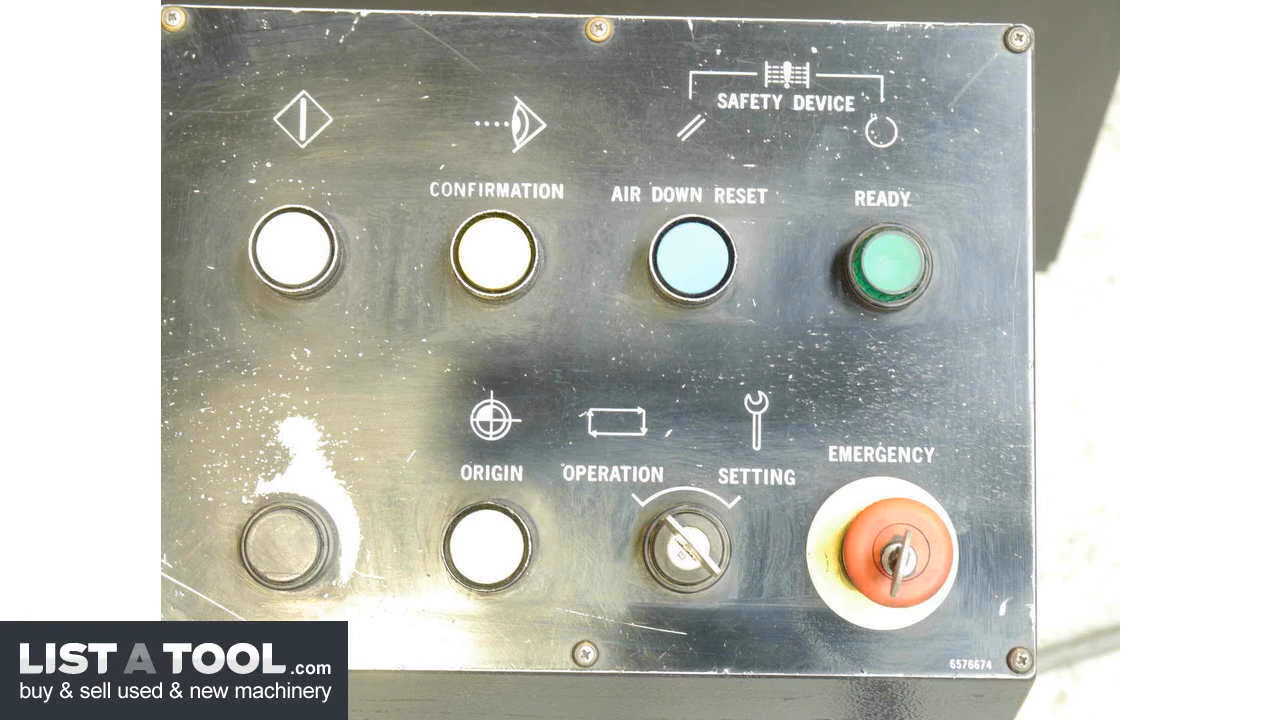 SAFETY DEVICE
CONFIRMATION
AIR DOWN RESET
READY
ORIGIN
OPERATION
SETTING
EMERGENCY
6576674
LIST A TOOL.com
buy & sell used & new machinery